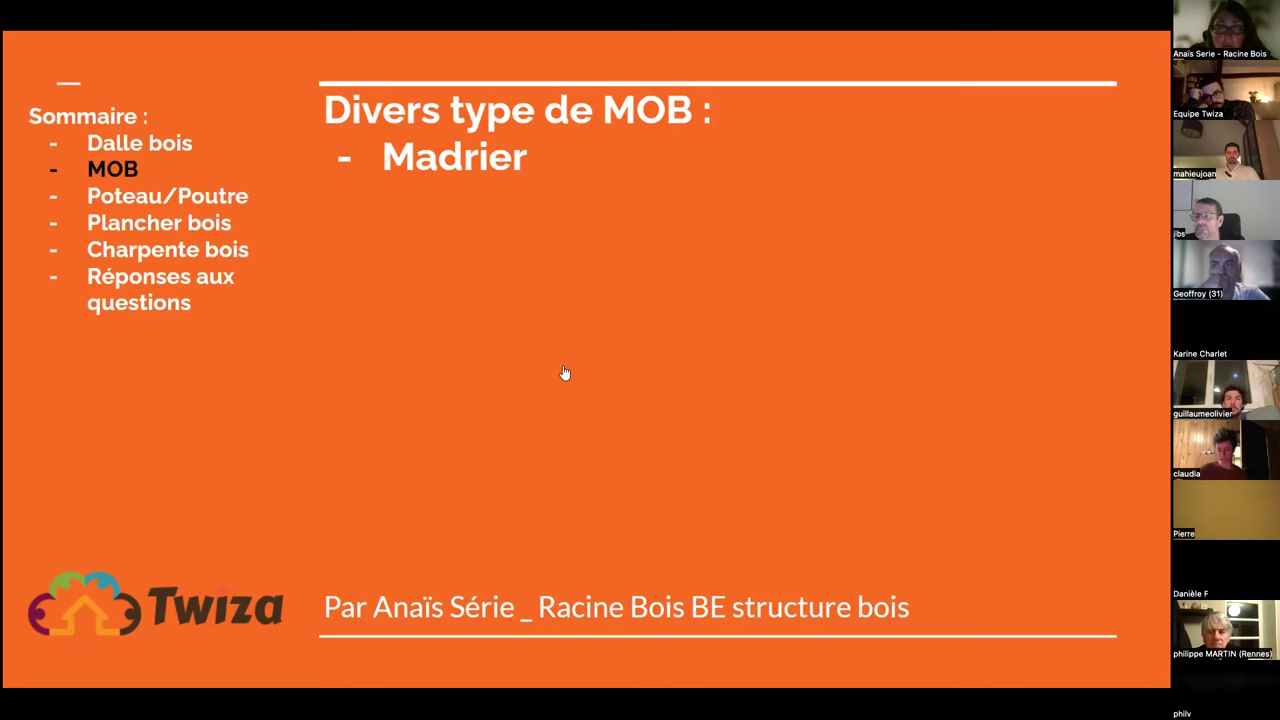 Sommaire :
- Dalle bois
- MOB
- Poteau/Poutre
- Plancher bois
- Charpente bois
- Réponses aux
questions
Divers type de MOB :
- Madrier
Twiza
Par Anaïs Série _ Racine Bois BE structure bois
Anaïs Serie - Racine Bois
Equipe Twiza
mahieujoan
jibs
Geoffroy (31)
Karine Charlet
guillaumeolivier
claudia
Pierre
Danièle F
philippe MARTIN (Rennes)
philv